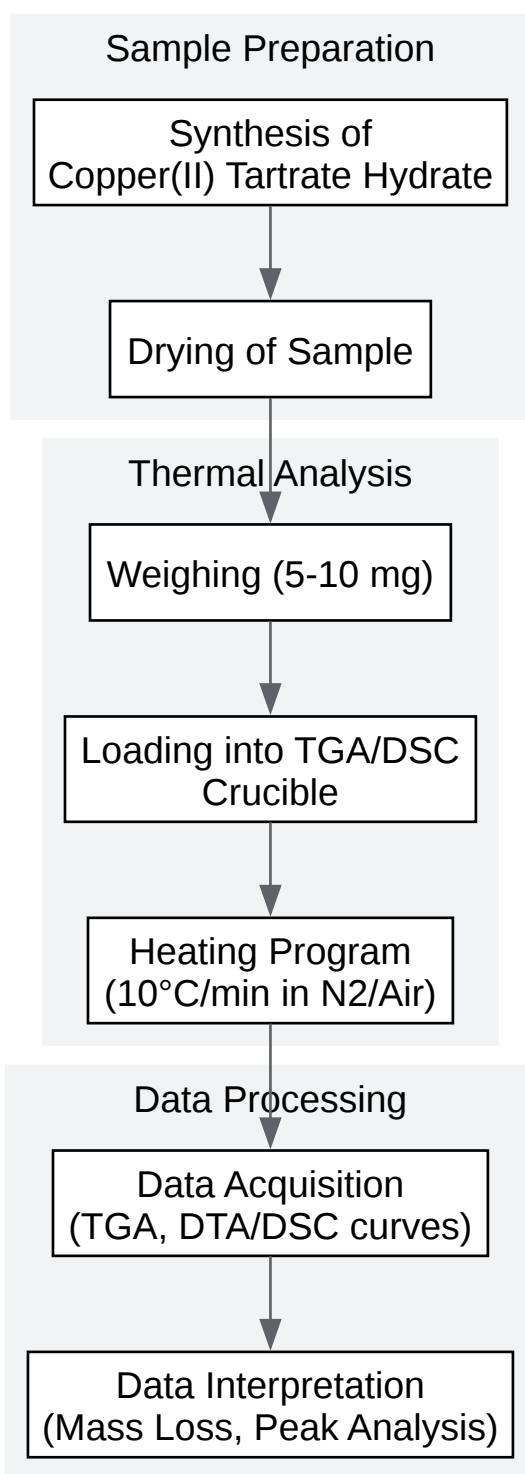 Sample Preparation
Synthesis of
Copper(II) Tartrate Hydrate
Drying of Sample
Thermal Analysis
Weighing (5-10 mg)
Loading into TGA/DSC
Crucible
Heating Program
(10°C/min in N2/Air)
Data Processing
Data Acquisition
(TGA, DTA/DSC curves)
Data Interpretation
(Mass Loss, Peak Analysis)